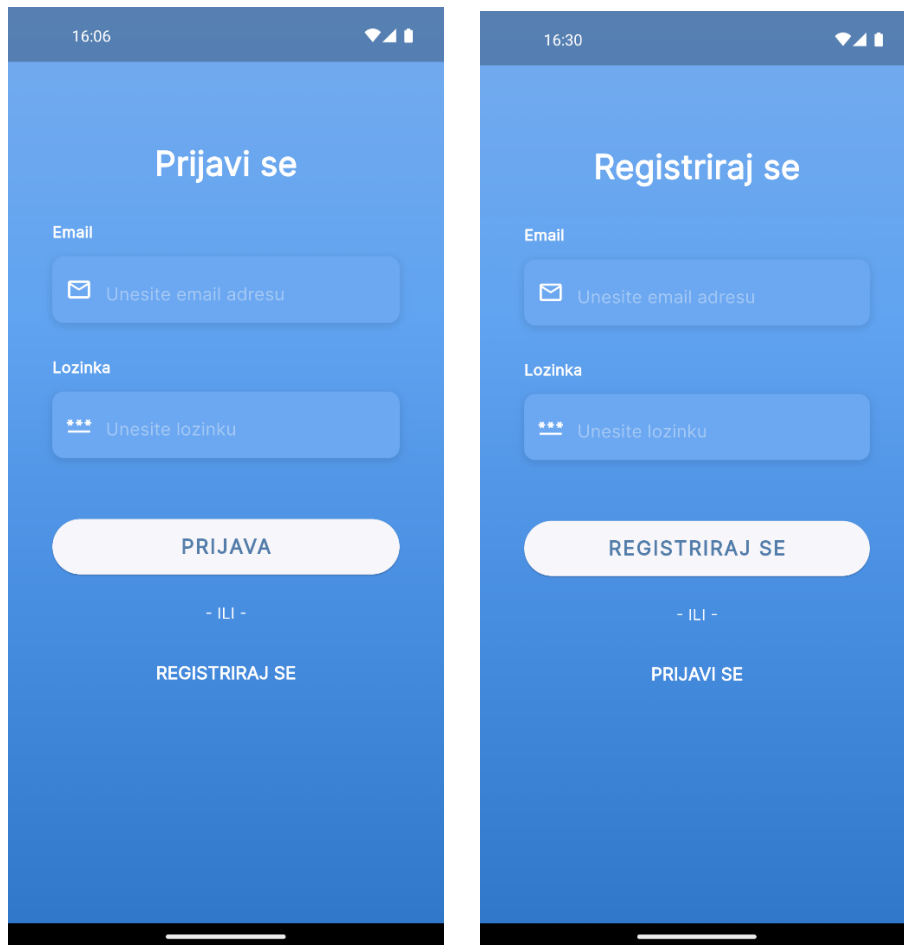 16:06
Prijavi se
Email
Unesite email adresu
Lozinka
*** Unesite lozinku
PRIJAVA
- ILI -
REGISTRIRAJ SE
16:30
Registriraj se
Email
Unesite email adresu
Lozinka
*** Unesite lozinku
REGISTRIRAJ SE
- ILI -
PRIJAVI SE